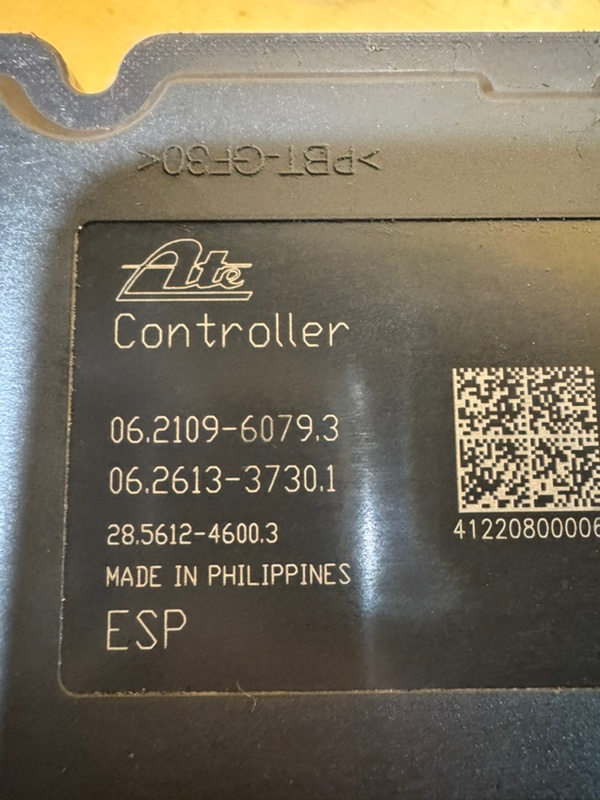 >PBT-GF30<
Ate
Controller
06.2109-6079.3
06.2613-3730.1
28.5612-4600.3
41220800006
MADE IN PHILIPPINES
ESP